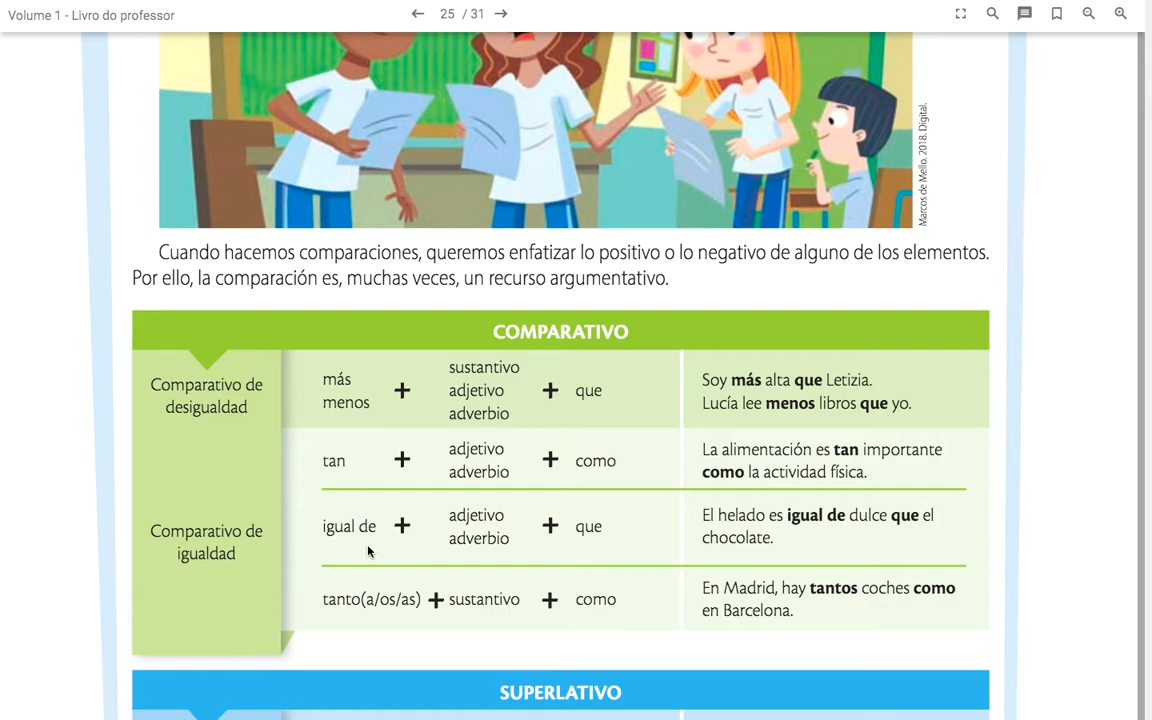 Volume 1 - Livro do professor
25 / 31
Marcos de Mello. 2018. Digital.
Cuando hacemos comparaciones, queremos enfatizar lo positivo o lo negativo de alguno de los elementos.
Por ello, la comparación es, muchas veces, un recurso argumentativo.
COMPARATIVO
Comparativo de
desigualdad
más
menos
+
sustantivo
adjetivo
adverbio
+
que
Soy más alta que Letizia.
Lucía lee menos libros que yo.
Comparativo de
igualdad
tan
+
adjetivo
adverbio
+
como
La alimentación es tan importante
como la actividad física.
igual de
+
adjetivo
adverbio
+
que
El helado es igual de dulce que el
chocolate.
tanto(a/os/as) + sustantivo + como
En Madrid, hay tantos coches como
en Barcelona.
SUPERLATIVO